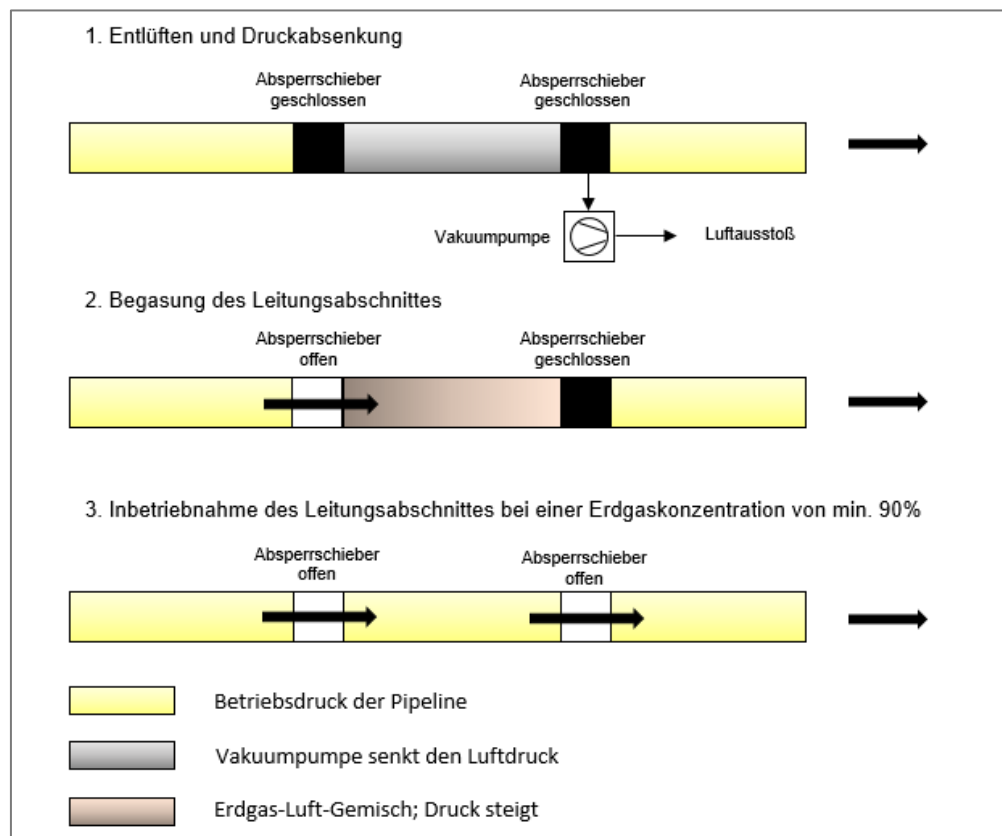 1. Entlüften und Druckabsenkung
Absperrschieber
geschlossen
Absperrschieber
geschlossen
Vakuumpumpe
Luftausstoß
2. Begasung des Leitungsabschnittes
Absperrschieber
offen
Absperrschieber
geschlossen
3. Inbetriebnahme des Leitungsabschnittes bei einer Erdgaskonzentration von min. 90%
Absperrschieber
offen
Absperrschieber
offen
Betriebsdruck der Pipeline
Vakuumpumpe senkt den Luftdruck
Erdgas-Luft-Gemisch; Druck steigt